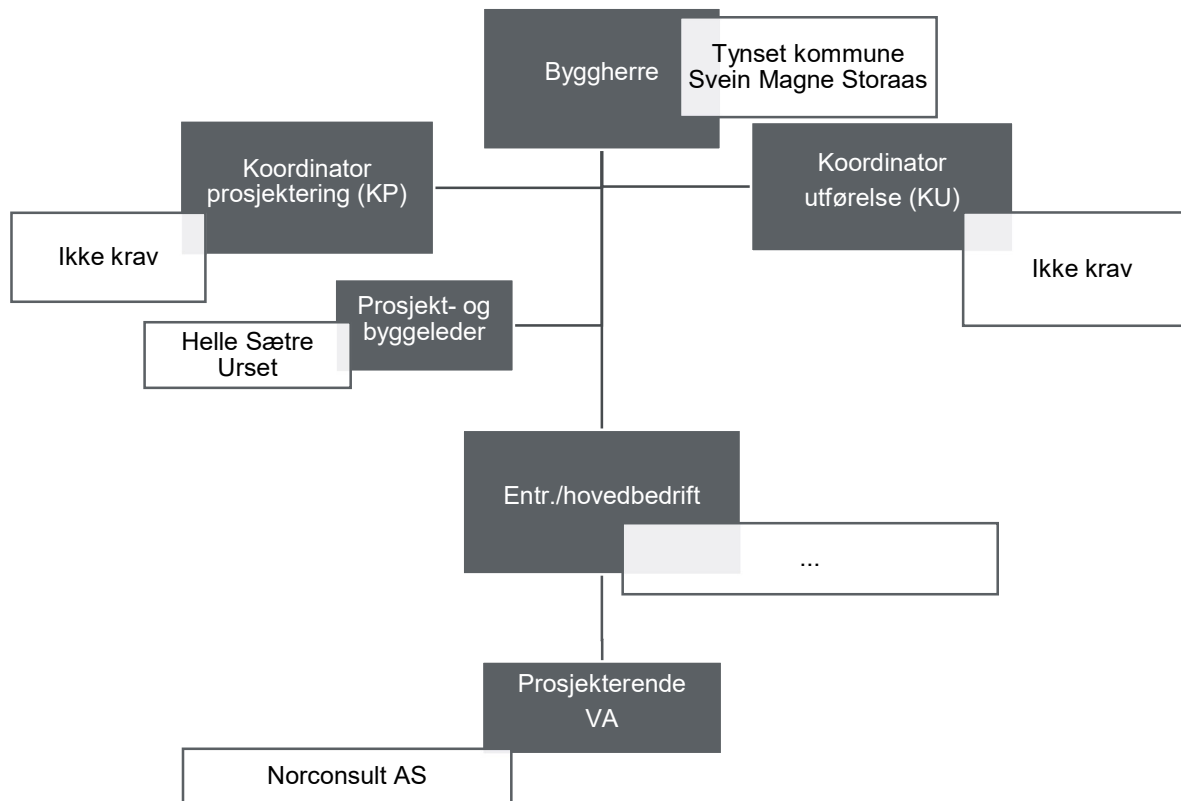 Byggherre
Tynset kommune
Svein Magne Storaas
Koordinator
prosjektering (KP)
Ikke krav
Koordinator
utførelse (KU)
Ikke krav
Prosjekt- og
byggeleder
Helle Sætre
Urset
Entr./hovedbedrift
...
Prosjekterende
VA
Norconsult AS